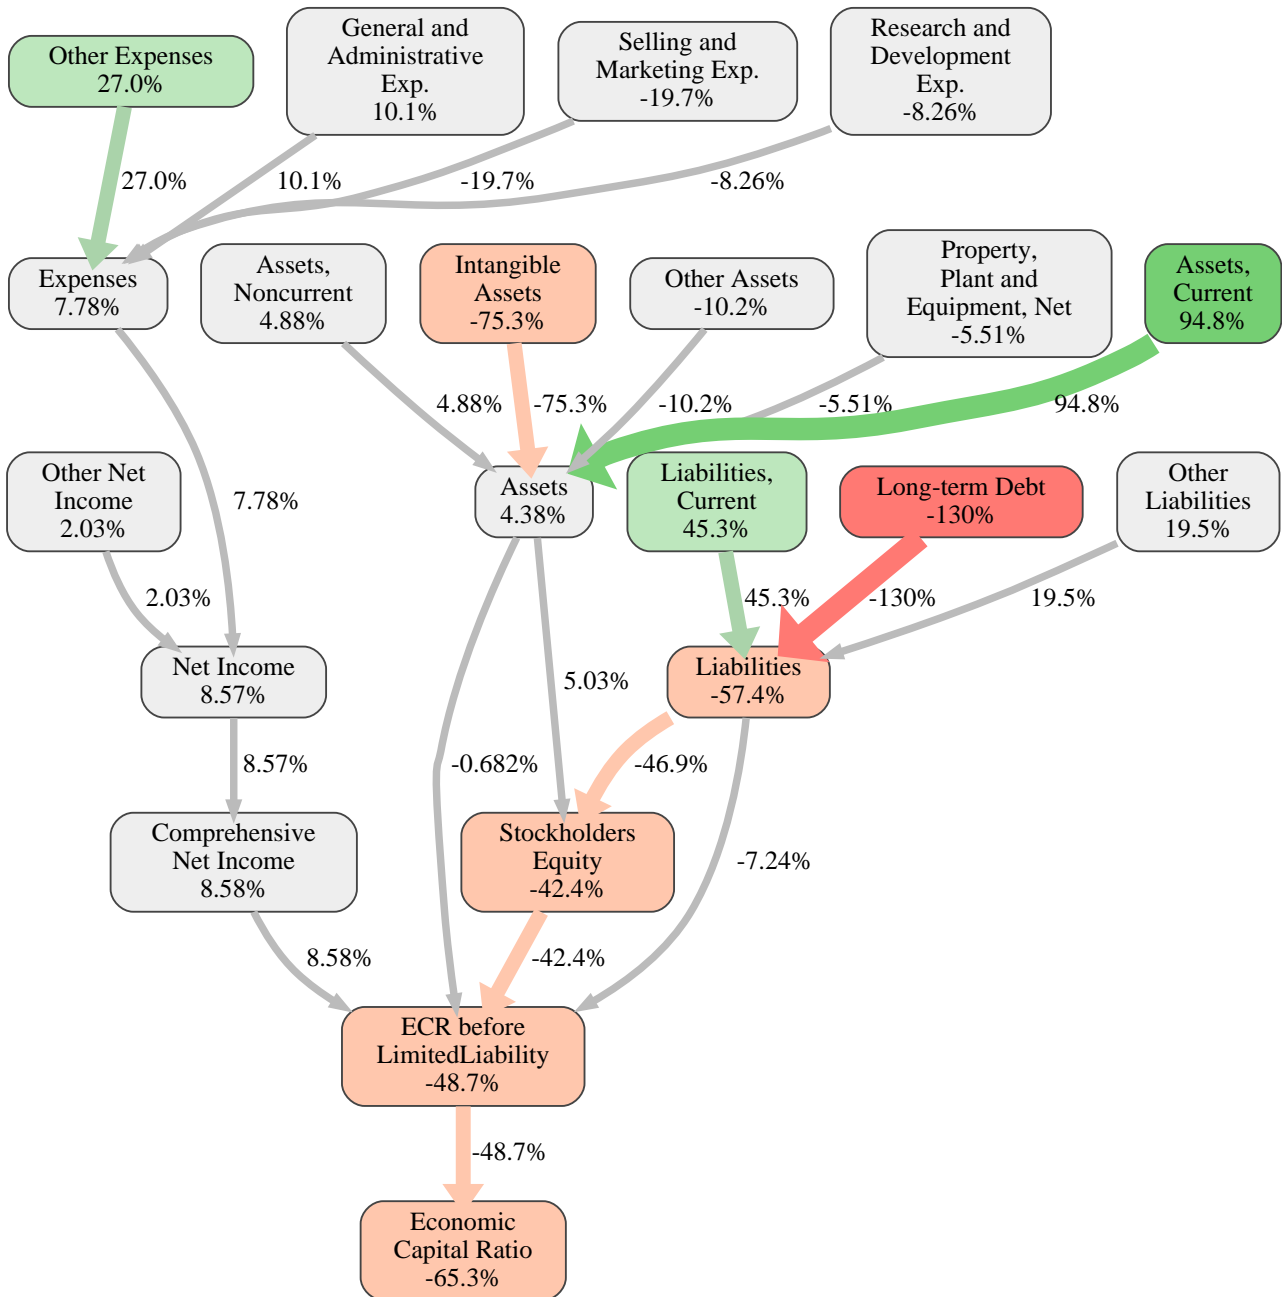 Other Expenses
27.0%
General and
Administrative
Exp.
10.1%
Selling and
Marketing Exp.
-19.7%
Research and
Development
Exp.
-8.26%
27.0%
10.1%
-19.7%
-8.26%
Expenses
7.78%
Assets,
Noncurrent
4.88%
Intangible
Assets
-75.3%
Other Assets
-10.2%
Property,
Plant and
Equipment, Net
-5.51%
Assets,
Current
94.8%
4.88%
-75.3%
-10.2%
-5.51%
94.8%
Other Net
Income
2.03%
7.78%
Assets
4.38%
Liabilities,
Current
45.3%
Long-term Debt
-130%
Other
Liabilities
19.5%
2.03%
45.3%
-130%
19.5%
Net Income
8.57%
5.03%
Liabilities
-57.4%
8.57%
-0.682%
-46.9%
Comprehensive
Net Income
8.58%
Stockholders
Equity
-42.4%
-7.24%
8.58%
-42.4%
ECR before
LimitedLiability
-48.7%
-48.7%
Economic
Capital Ratio
-65.3%